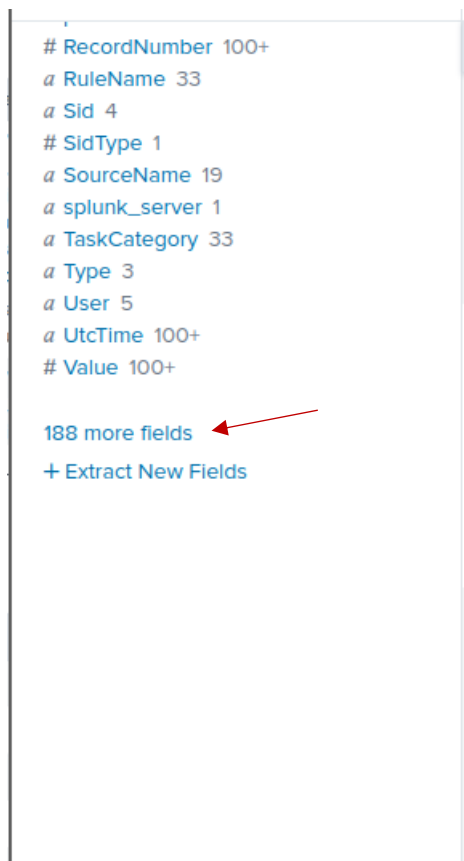 # RecordNumber 100+
a RuleName 33
a Sid 4
# SidType 1
a SourceName 19
a splunk_server 1
a TaskCategory 33
a Type 3
a User 5
a UtcTime 100+
# Value 100+
188 more fields
+ Extract New Fields